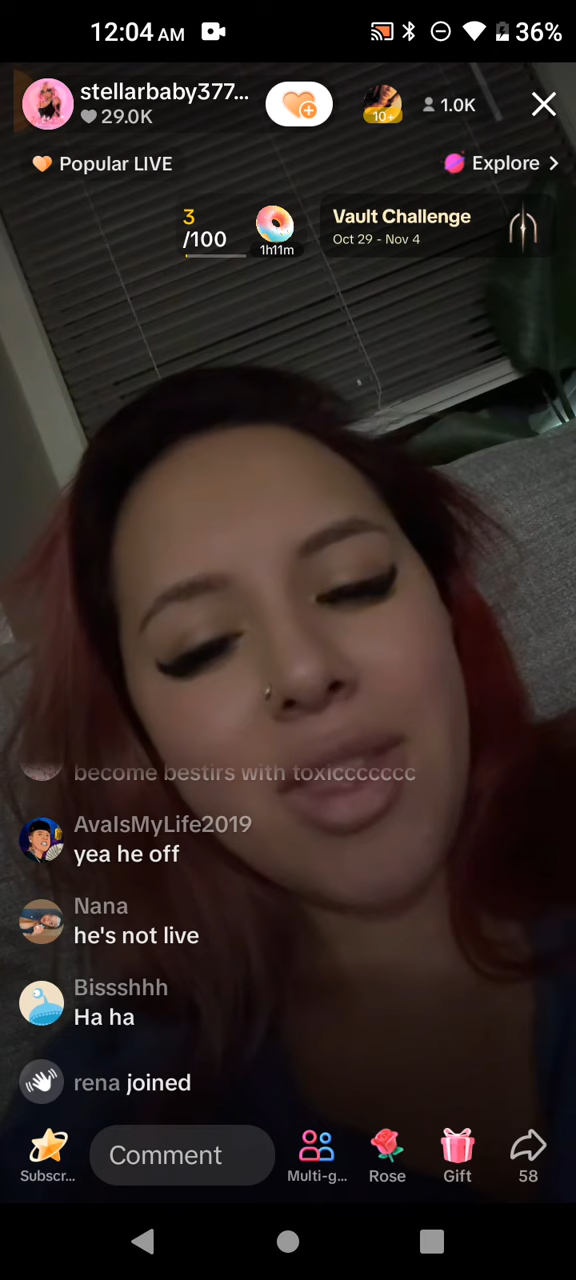 12:04 AM
36%
stellarbaby377...
29.0K
10+
1.0K
Popular LIVE
Explore >
3
/100
1h11m
Vault Challenge
Oct 29 - Nov 4
become bestirs with toxicccccccc
AvaIsMyLife2019
yea he off
Nana
he's not live
Bissshhh
Ha ha
rena joined
Subscr...
Comment
Multi-g...
Rose
Gift
58